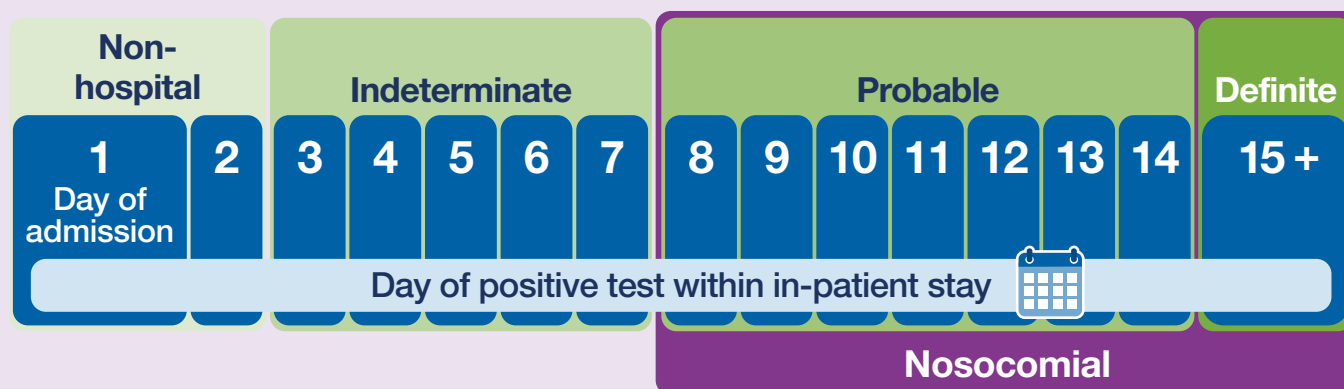 Non-
hospital
Indeterminate
Probable
Definite
1
Day of
admission
2
3
4
5
6
7
8
9
10
11
12
13
14
15 +
Day of positive test within in-patient stay
Nosocomial